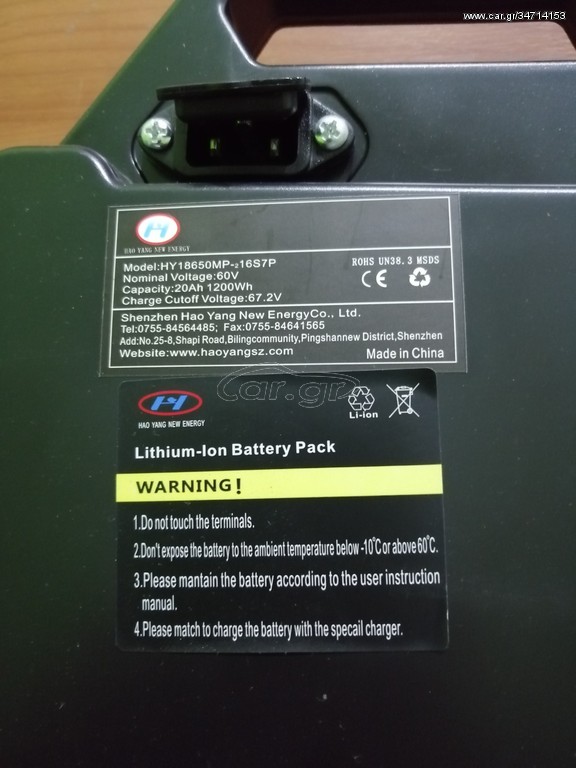 www.car.gr/34714153
H
HAO YANG NEW ENERGY
Model:HY18650MP-216S7P
Nominal Voltage:60V
Capacity:20Ah 1200Wh
Charge Cutoff Voltage:67.2V
ROHS UN38.3 MSDS
CE
Shenzhen Hao Yang New EnergyCo., Ltd.
Tel:0755-84564485; Fax:0755-84641565
Add:No.25-8,Shapi Road,Bilingcommunity,Pingshannew District,Shenzhen
Website:www.haoyangsz.com
Made in China
car.gr
H
HAO YANG NEW ENERGY
Li-ion
Lithium-Ion Battery Pack
WARNING!
1.Do not touch the terminals.
2.Don't expose the battery to the ambient temperature below -10°C or above 60°C.
3.Please mantain the battery according to the user instruction
manual.
4.Please match to charge the battery with the specail charger.